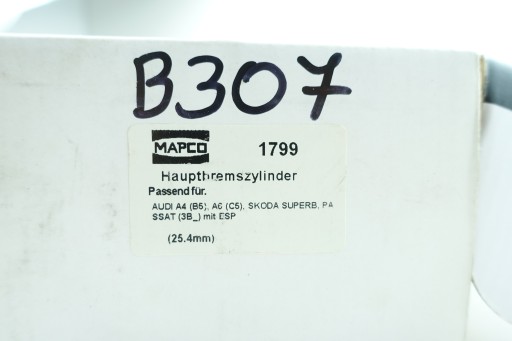 B307
MAPCO 1799
Hauptbremszylinder
Passend für.
AUDI A4 (B5), A6 (C5), SKODA SUPERB, PA
SSAT (3B_) mit ESP
(25.4mm)